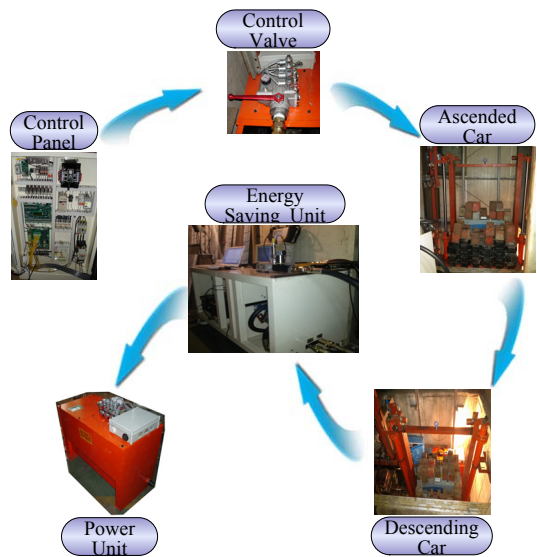 Control
Valve
Control
Panel
Ascended
Car
Energy
Saving Unit
Power
Unit
Descending
Car